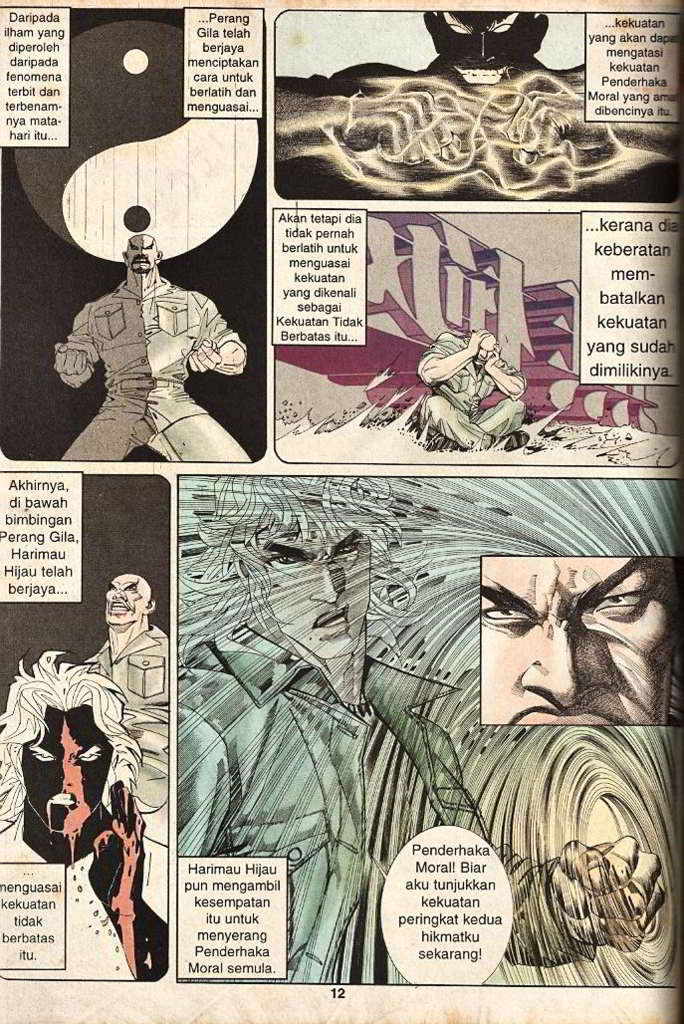 Daripada
ilham yang
diperoleh
daripada
fenomena
terbit dan
terbenam-
nya mata-
hari itu...
...Perang
Gila telah
berjaya
menciptakan
cara untuk
berlatih dan
menguasai...
...kekuatan
yang akan dapat
mengatasi
kekuatan
Penderhaka
Moral yang amat
dibencinya itu.
Akan tetapi dia
tidak pernah
berlatih untuk
menguasai
kekuatan
yang dikenali
sebagai
Kekuatan Tidak
Berbatas itu...
...kerana dia
keberatan
mem-
batalkan
kekuatan
yang sudah
dimilikinya.
Akhirnya,
di bawah
bimbingan
Perang Gila,
Harimau
Hijau telah
berjaya...
...
menguasai
kekuatan
tidak
berbatas
itu.
Harimau Hijau
pun mengambil
kesempatan
itu untuk
menyerang
Penderhaka
Moral semula.
Penderhaka
Moral! Biar
aku tunjukkan
kekuatan
peringkat kedua
hikmatku
sekarang!
12